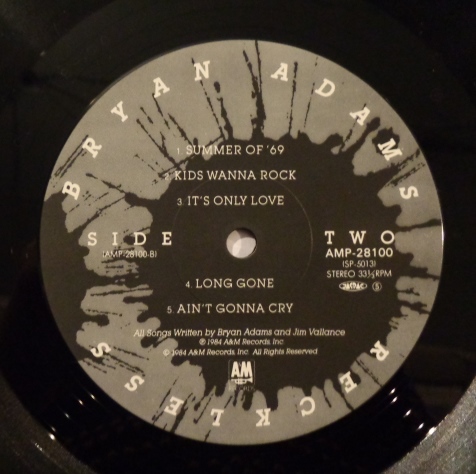 BRYAN ADAMS
1. SUMMER OF '69
2. KIDS WANNA ROCK
3. IT'S ONLY LOVE
SIDE TWO
(AMP-28100-B)
AMP-28100
(SP-5013)
STEREO 33⅓RPM
4. LONG GONE
5. AIN'T GONNA CRY
All Songs Written by Bryan Adams and Jim Vallance
℗ 1984 A&M Records, Inc
© 1984 A&M Records, Inc. All Rights Reserved
A&M
RECKLESS